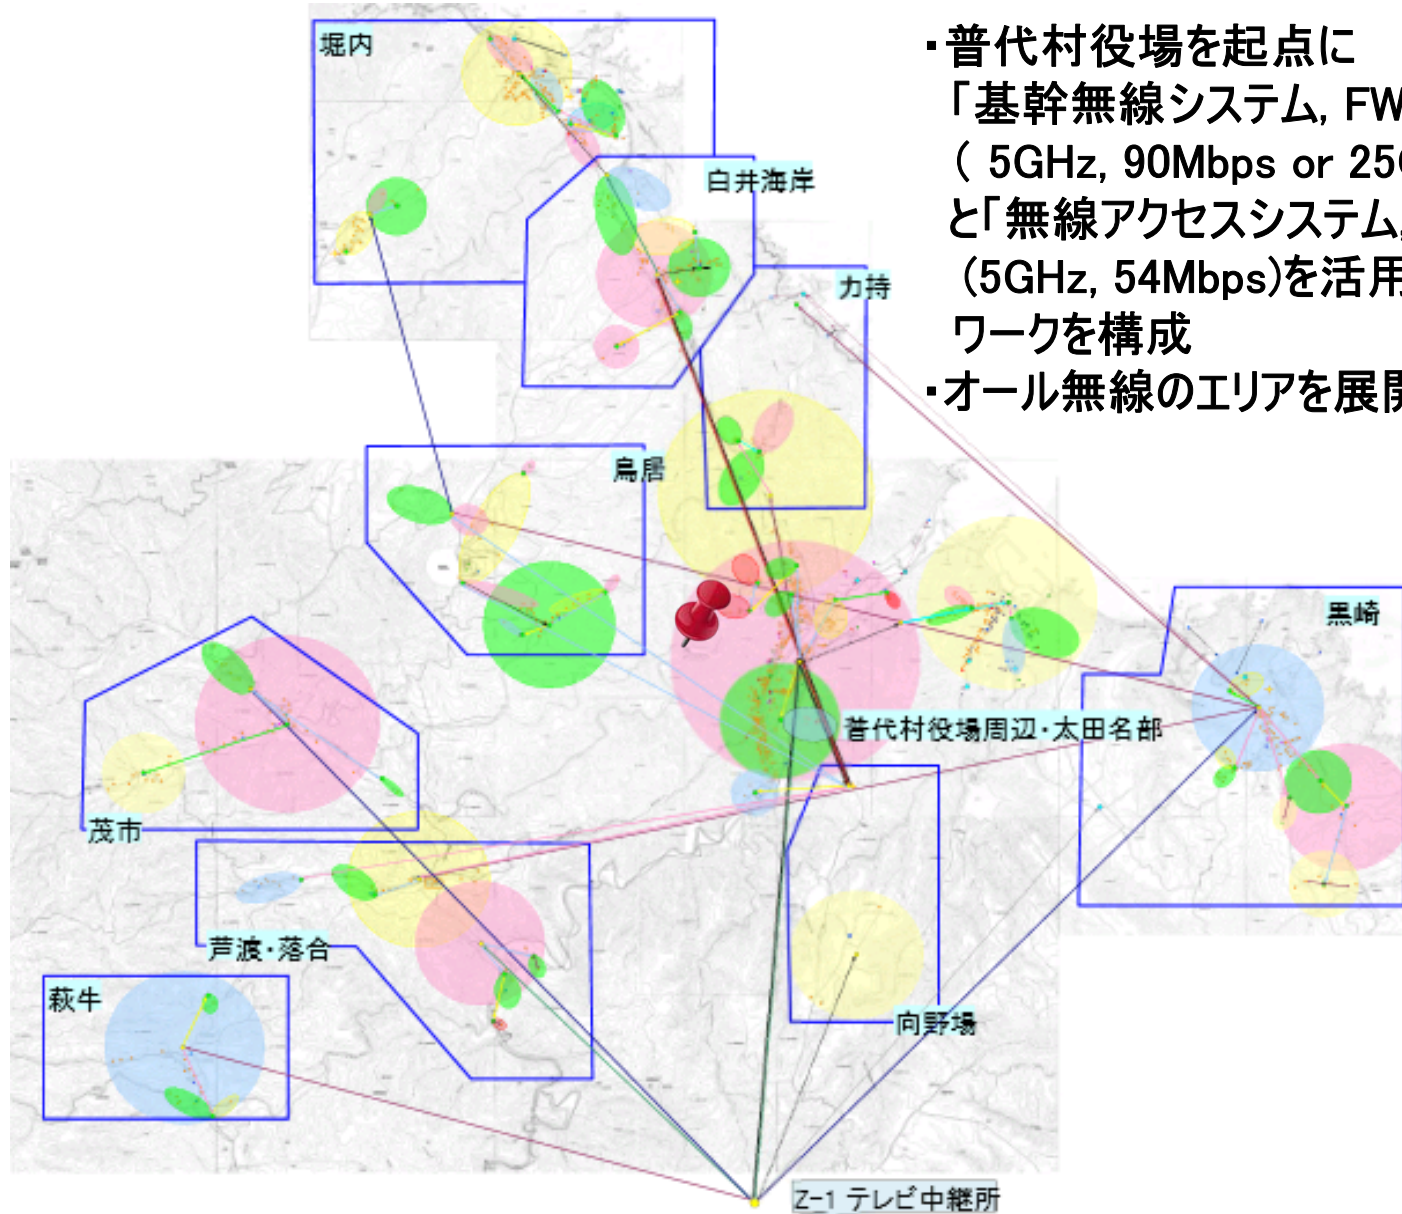 ・普代村役場を起点に
「基幹無線システム, FW
( 5GHz, 90Mbps or 25
と「無線アクセスシステム,
(5GHz, 54Mbps)を活用
ワークを構成
・オール無線のエリアを展開
堀内
白井海岸
力持
鳥居
黒崎
普代村役場周辺・太田名部
茂市
芦渡・落合
萩牛
向野場
Z-1 テレビ中継所